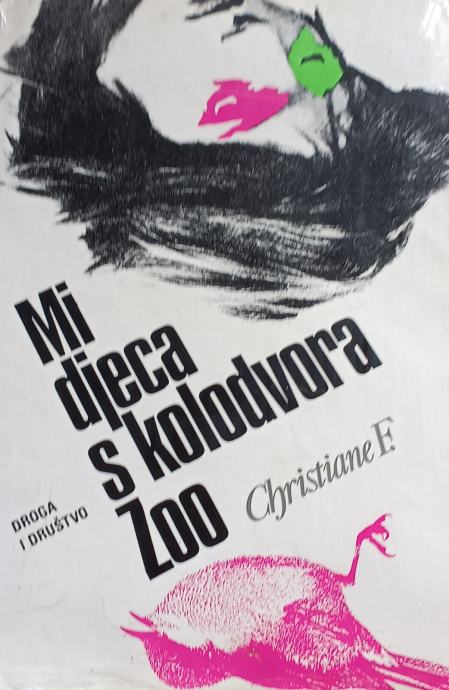 Mi
djeca
s kolodvora
Zoo
Christiane F.
DROGA
I DRUŠTVO